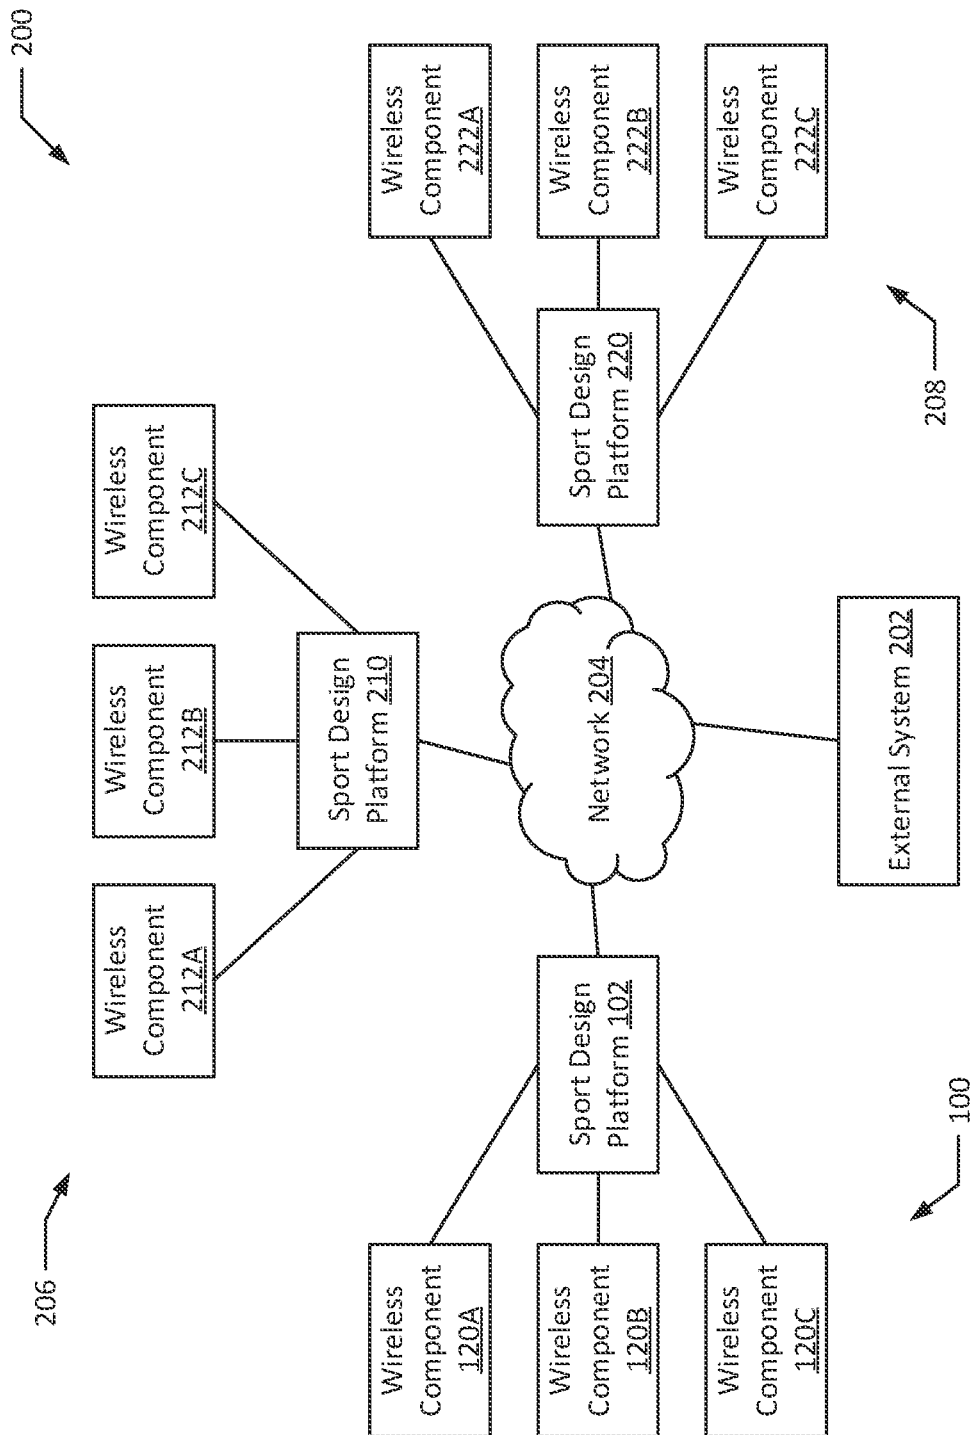 200
206
Wireless
Component
212A
Wireless
Component
212B
Wireless
Component
212C
Sport Design
Platform 210
Wireless
Component
120A
Wireless
Component
120B
Wireless
Component
120C
Sport Design
Platform 102
Network 204
Sport Design
Platform 220
Wireless
Component
222A
Wireless
Component
222B
Wireless
Component
222C
External System 202
100
208